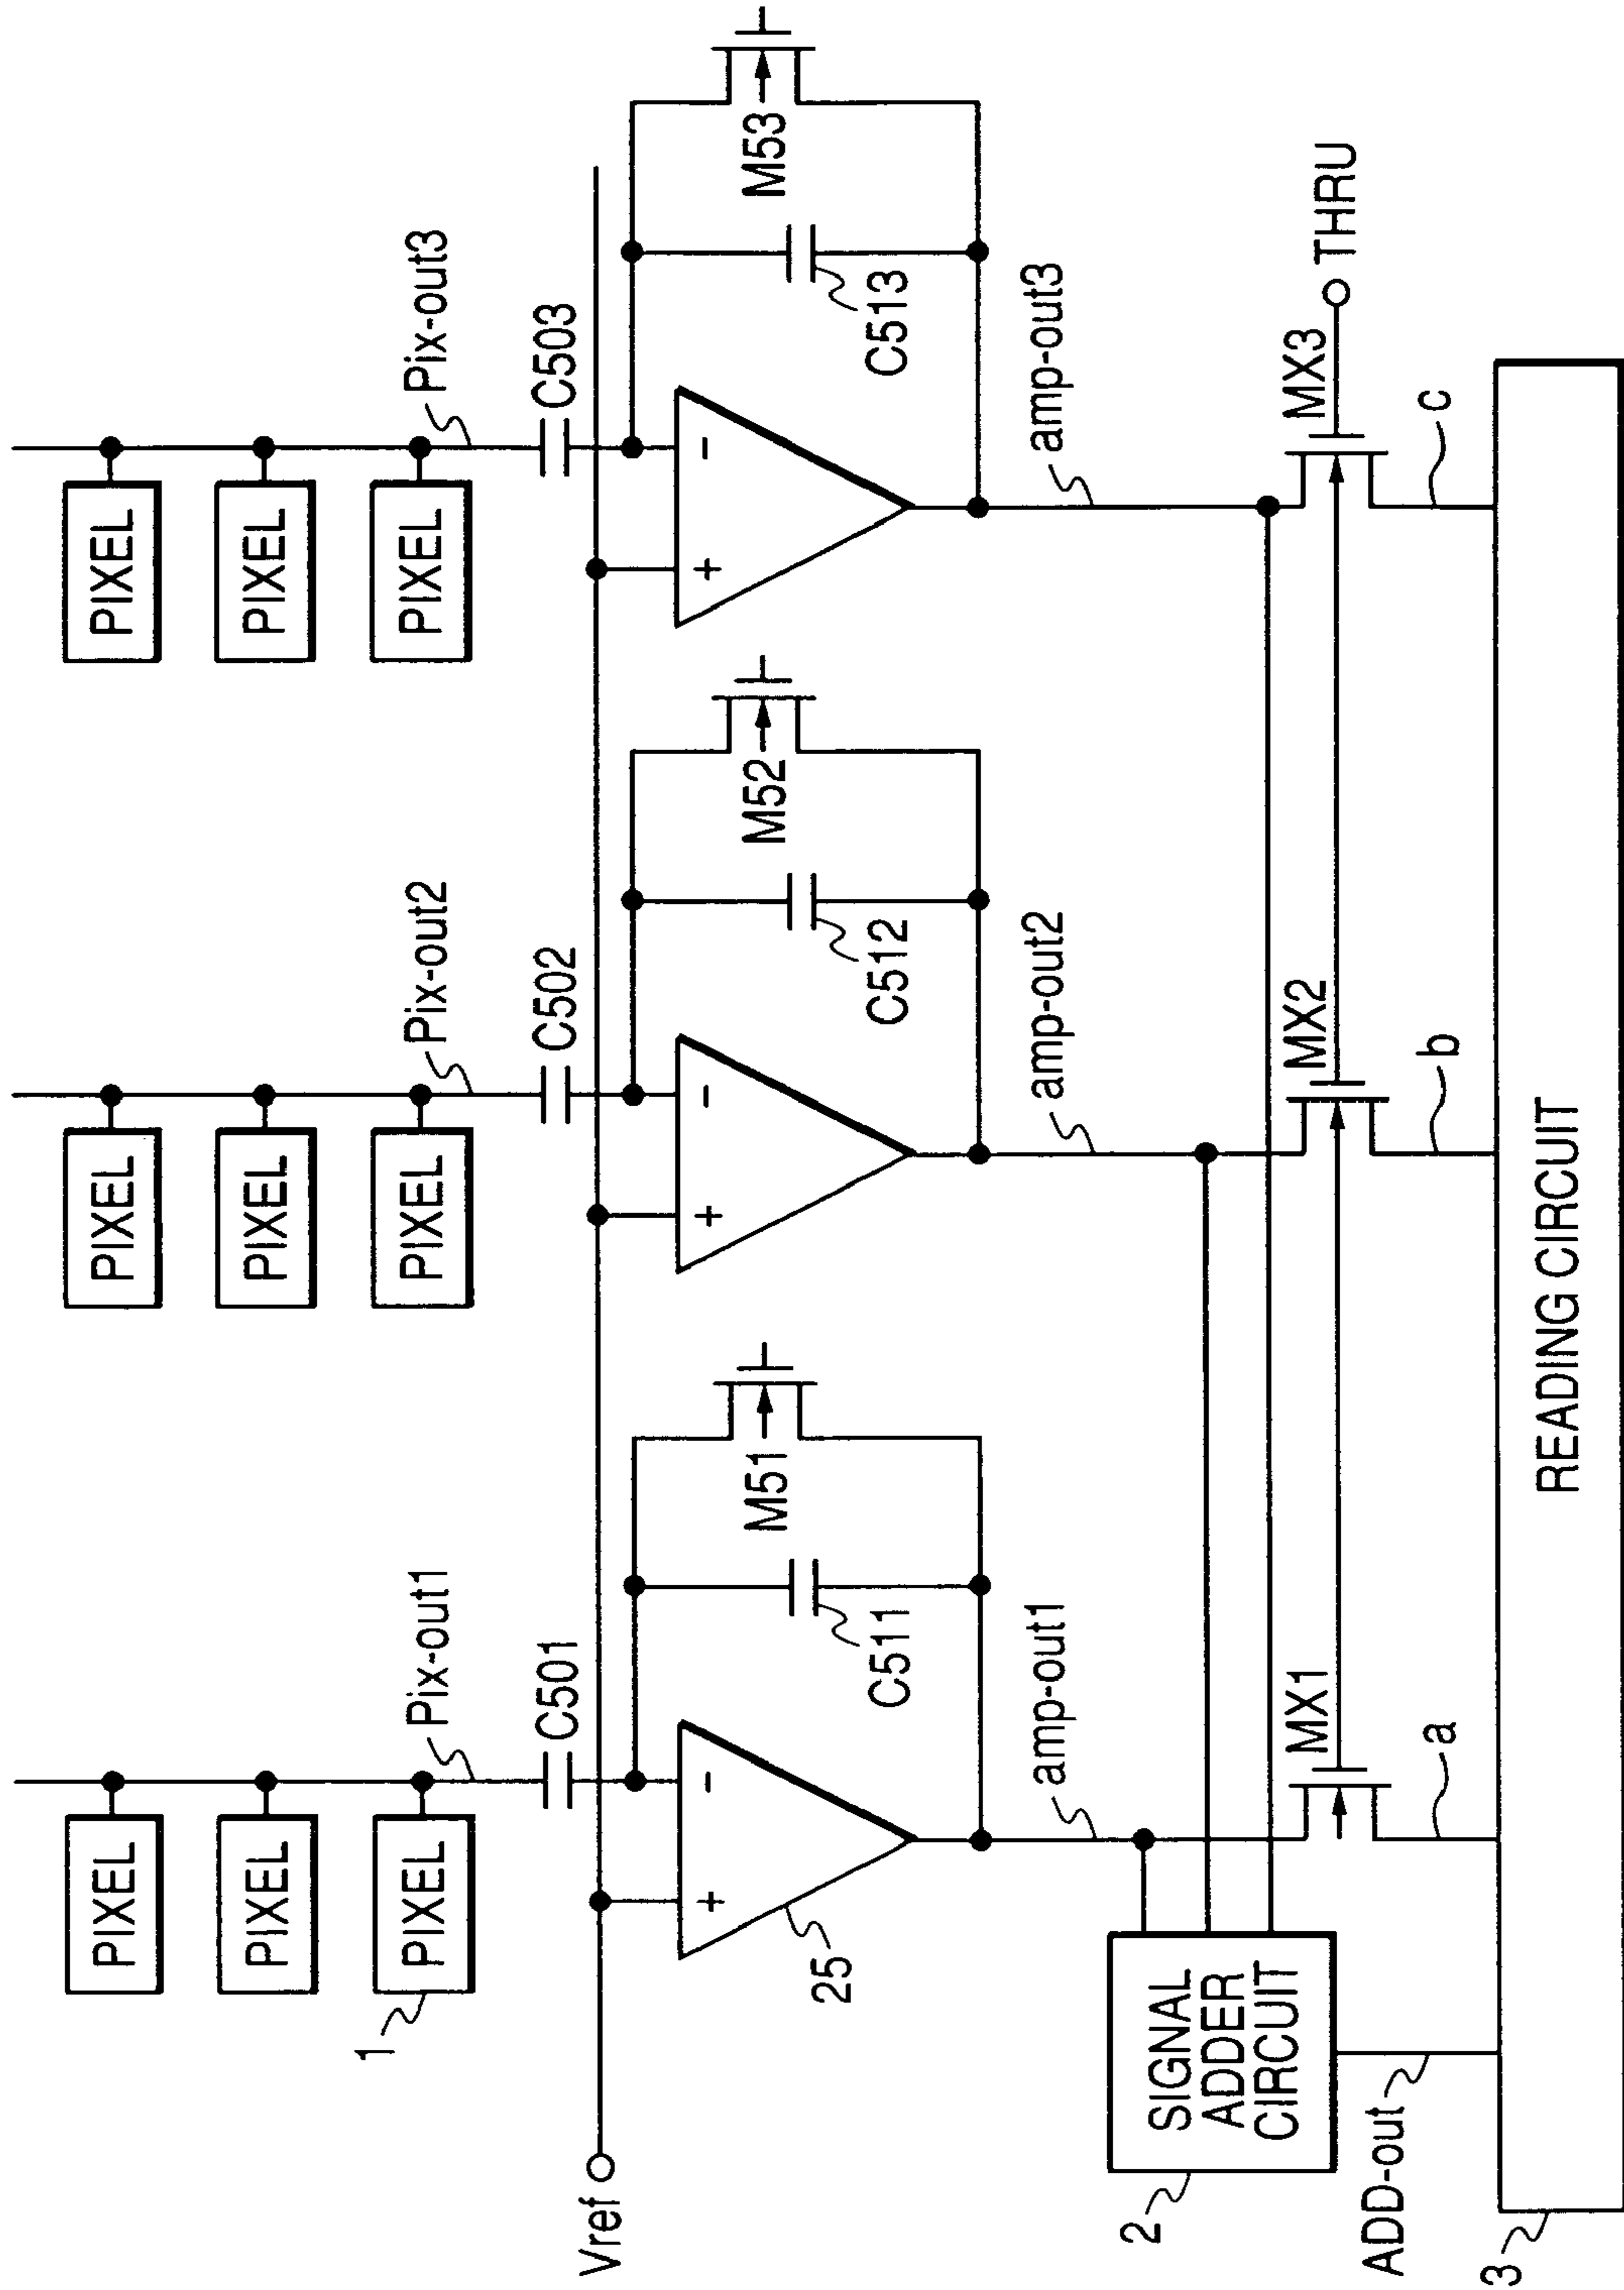 PIXEL
PIXEL
PIXEL
PIXEL
PIXEL
PIXEL
PIXEL
PIXEL
PIXEL
1
Pix-out1
Pix-out2
Pix-out3
C501
C502
C503
Vref
+
-
+
-
+
-
25
M51
M52
M53
C511
C512
C513
amp-out1
amp-out2
amp-out3
SIGNAL
ADDER
CIRCUIT
2
MX1
MX2
MX3
THRU
ADD-out
a
b
c
READING CIRCUIT
3